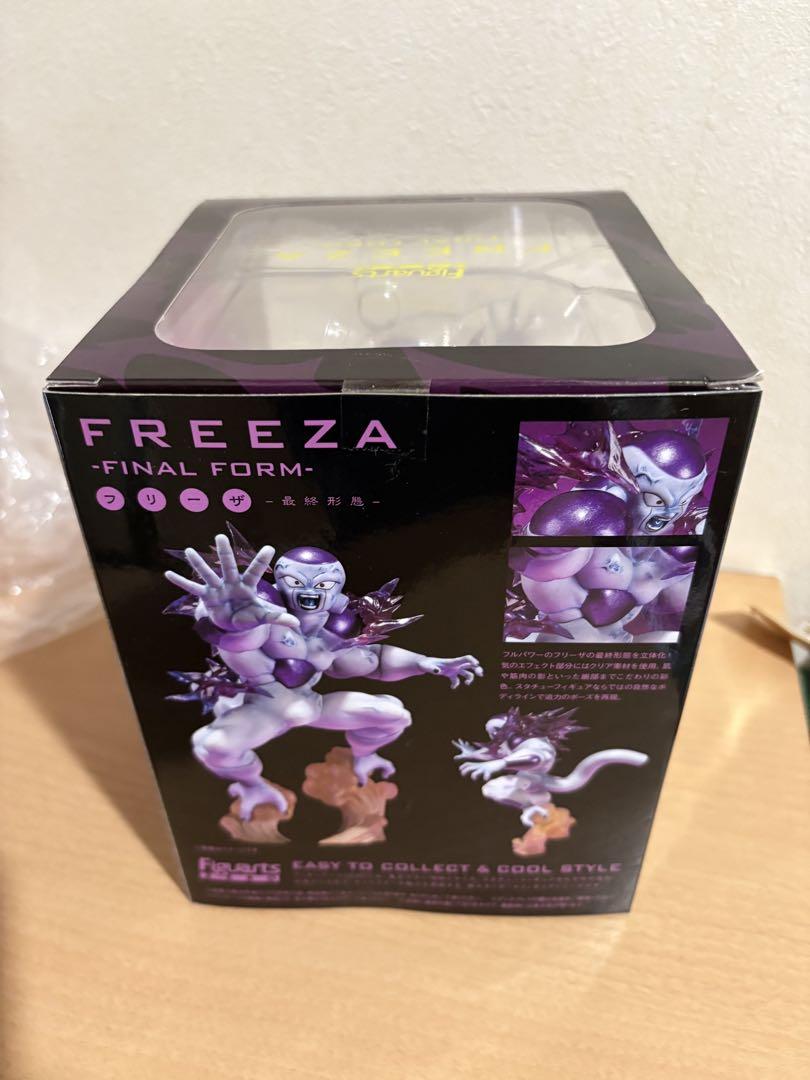 FREEZA
Figuarts
FREEZA
-FINAL FORM-
フリーザ -最終形態-
フルパワーのフリーザの最終形態を立体化!
気のエフェクト部分にはクリア素材を使用。肌
や筋肉の影といった細部までこだわりの彩
色。スタチューフィギュアならではの自然なボ
ディラインで迫力のポーズを再現。
Figuarts
ZERO
EASY TO COLLECT & COOL STYLE